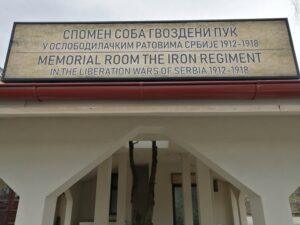 СПОМЕН СОБА ГВОЗДЕНИ ПУК
У ОСЛОБОДИЛАЧКИМ РАТОВИМА СРБИЈЕ 1912-1918
MEMORIAL ROOM THE IRON REGIMENT
IN THE LIBERATION WARS OF SERBIA 1912-1918